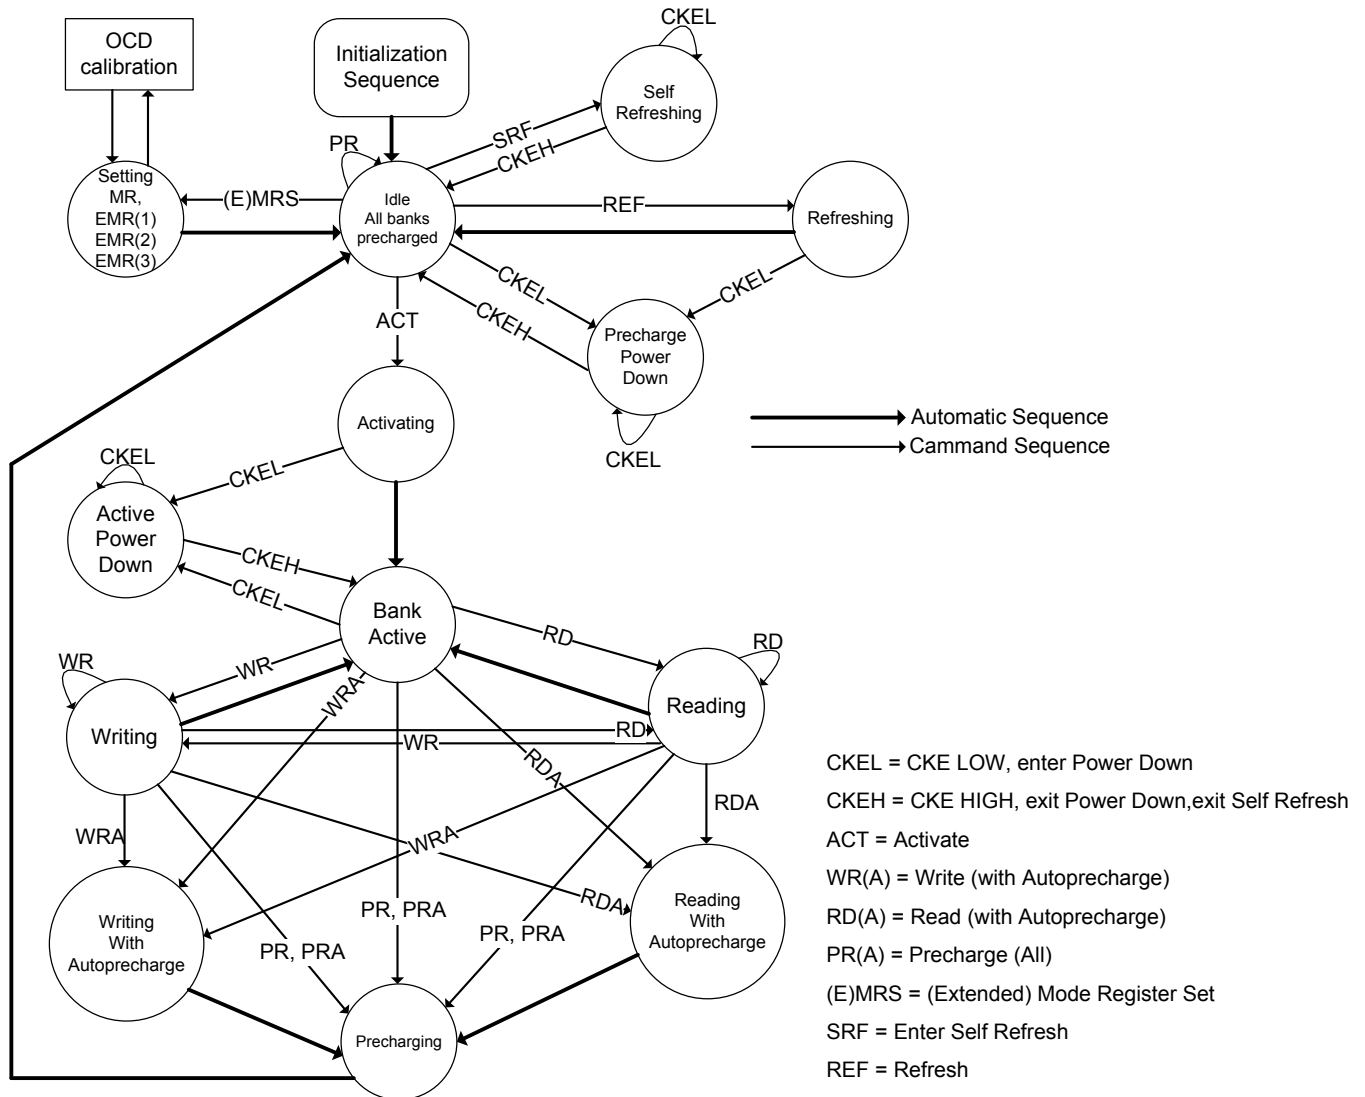 OCD
calibration
Initialization
Sequence
CKEL
Self
Refreshing
SRF
CKEH
PR
Setting
MR,
EMR(1)
EMR(2)
EMR(3)
(E)MRS
Idle
All banks
precharged
REF
Refreshing
CKEL
CKEH
CKEL
ACT
Precharge
Power
Down
CKEL
Activating
Automatic Sequence
Cammand Sequence
CKEL
CKEL
Active
Power
Down
CKEH
CKEL
Bank
Active
RD
RD
WR
WR
WRA
Reading
Writing
RD
WR
RDA
RDA
WRA
WRA
RDA
PR, PRA
PR, PRA
PR, PRA
Writing
With
Autoprecharge
Reading
With
Autoprecharge
Precharging
CKEL = CKE LOW, enter Power Down
CKEH = CKE HIGH, exit Power Down,exit Self Refresh
ACT = Activate
WR(A) = Write (with Autoprecharge)
RD(A) = Read (with Autoprecharge)
PR(A) = Precharge (All)
(E)MRS = (Extended) Mode Register Set
SRF = Enter Self Refresh
REF = Refresh